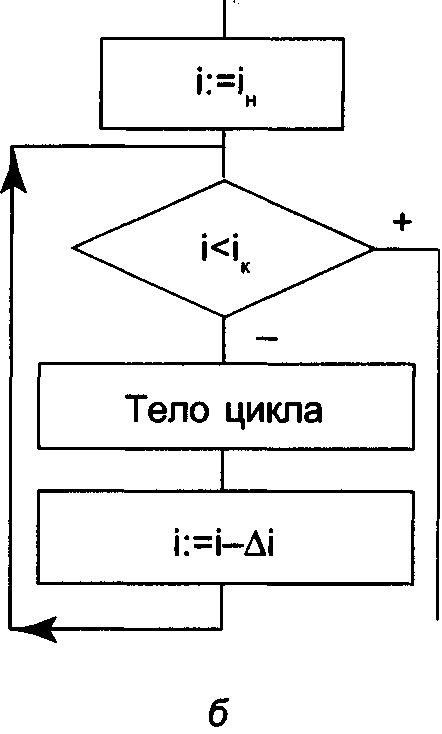 i:=iн
i<iк
+
–
Тело цикла
i:=i–Δi
б